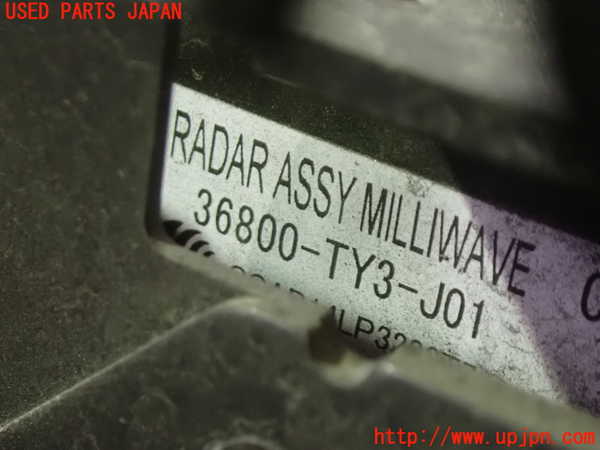 USED PARTS JAPAN
RADAR ASSY MILLIWAVE
36800-TY3-J01
http://www.upjpn.com/